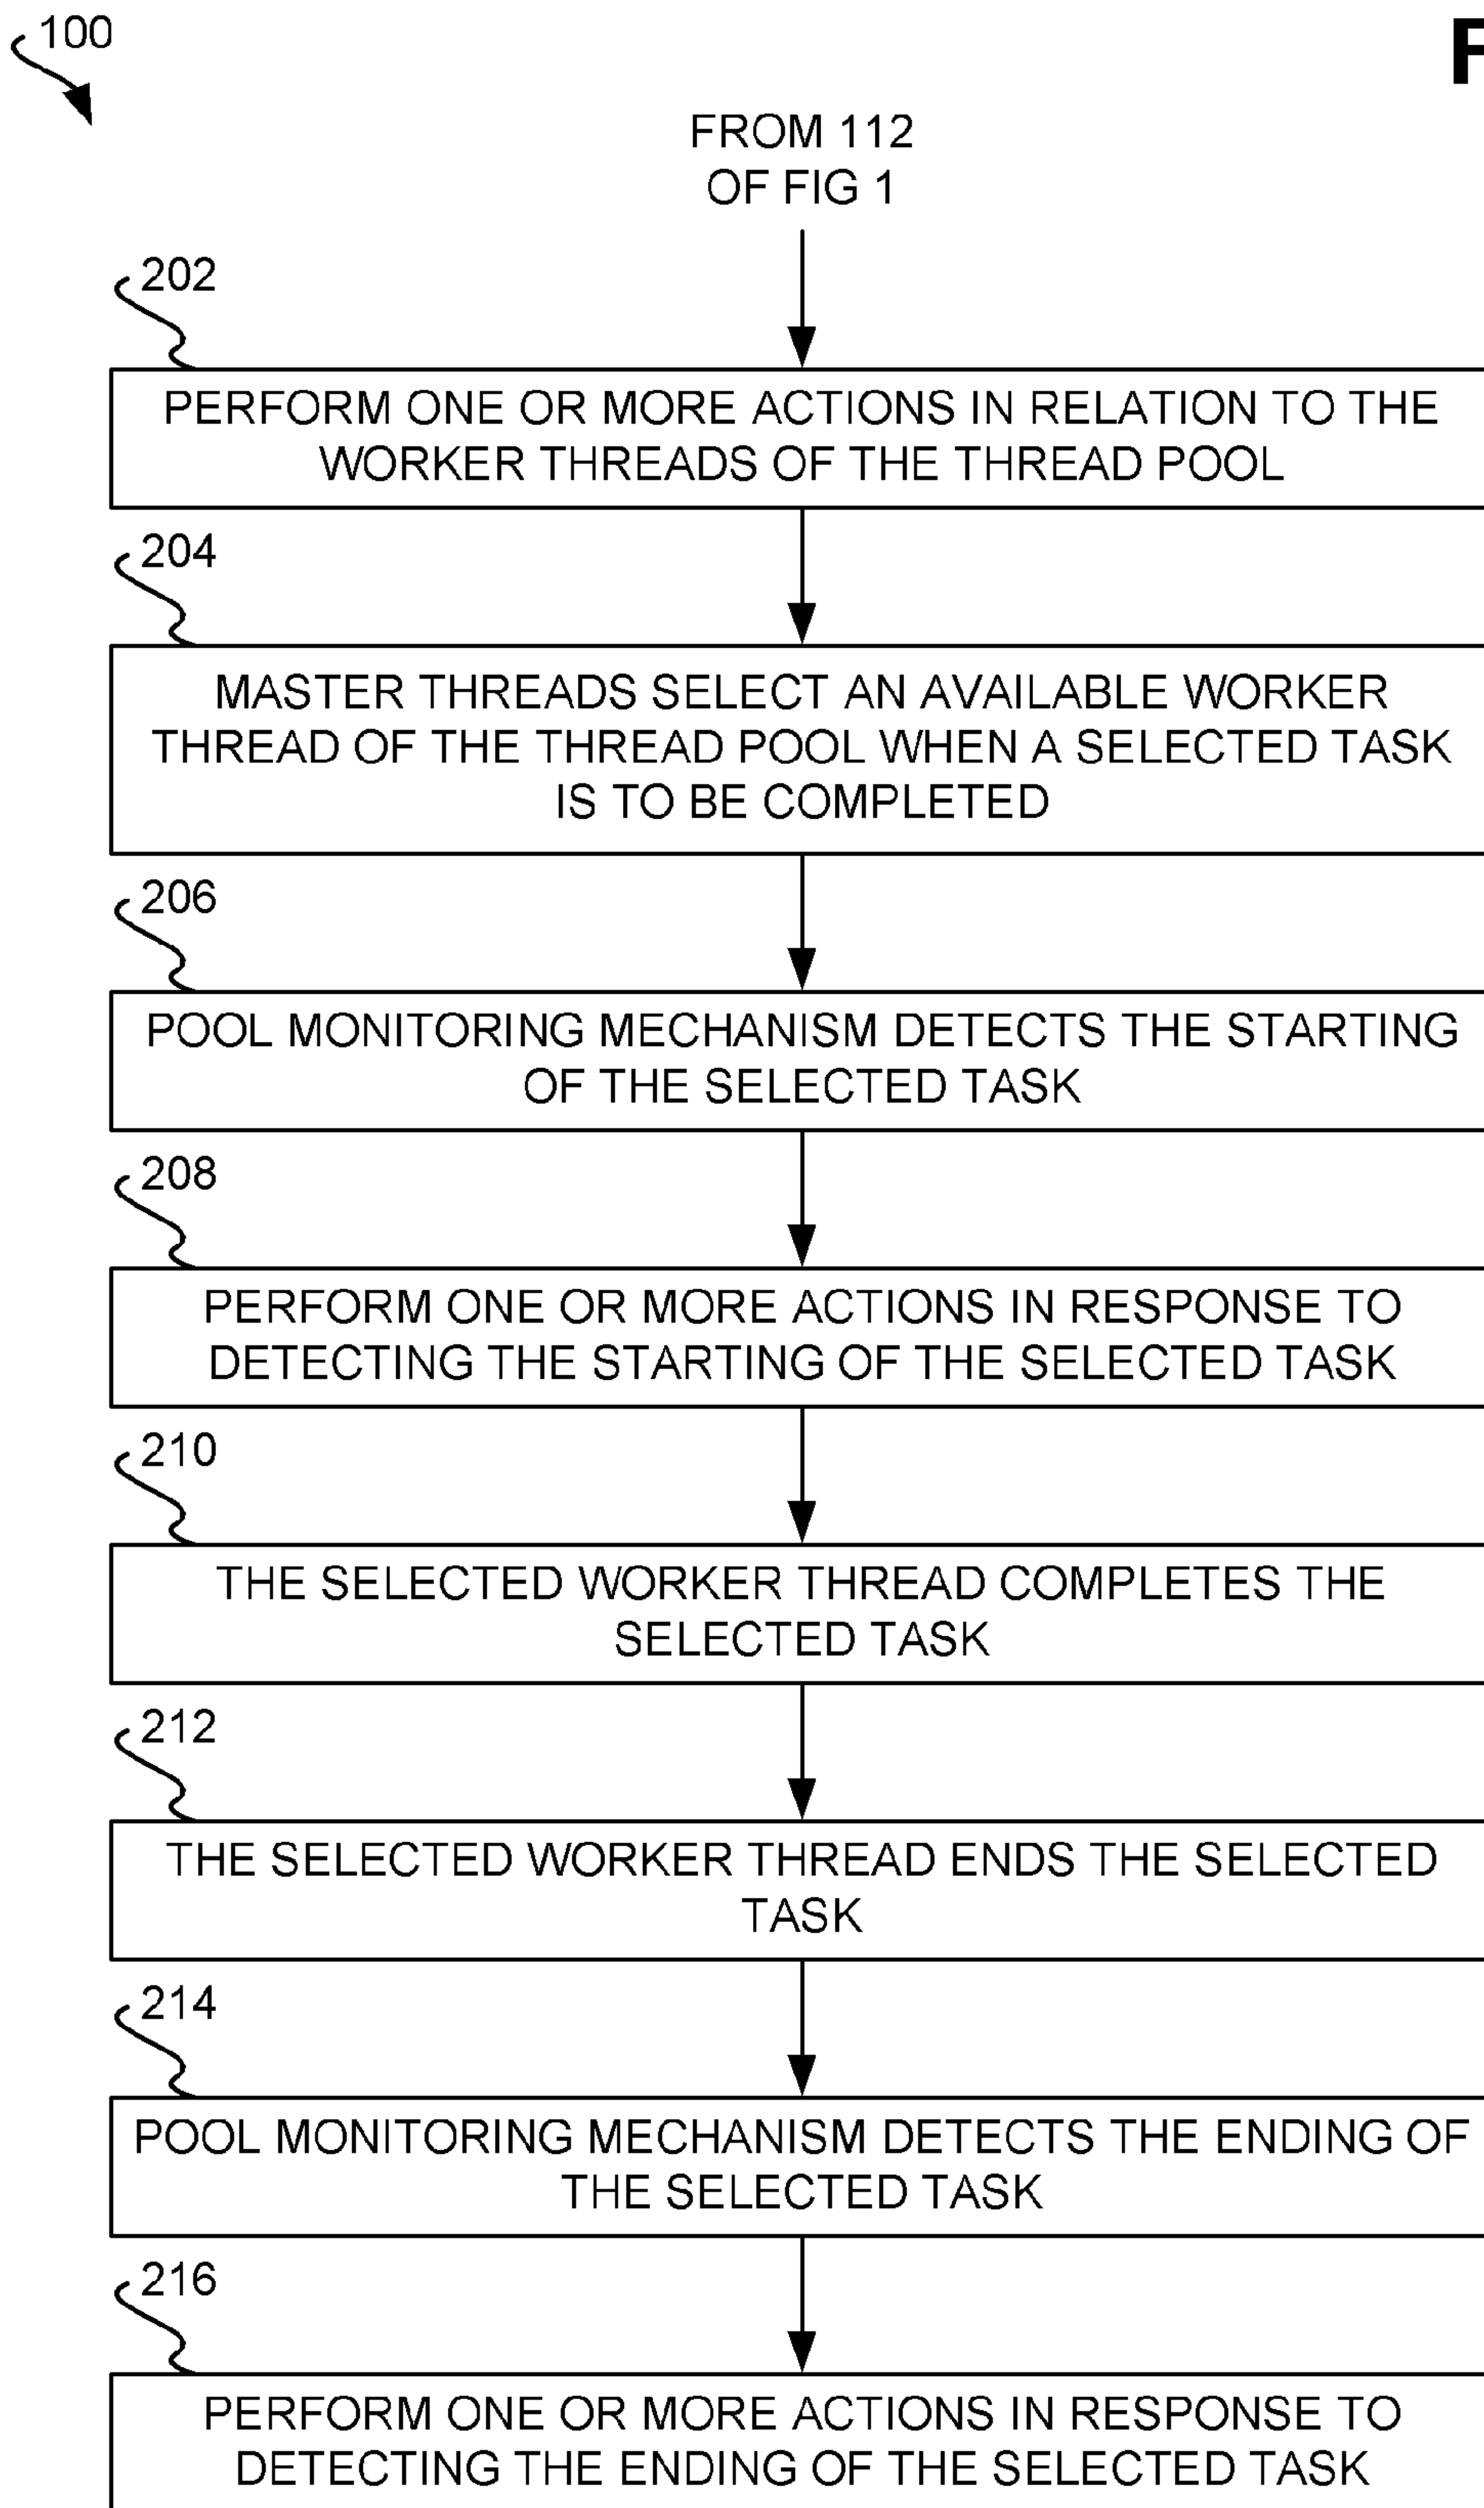 100
F
FROM 112
OF FIG 1
202
PERFORM ONE OR MORE ACTIONS IN RELATION TO THE
WORKER THREADS OF THE THREAD POOL
204
MASTER THREADS SELECT AN AVAILABLE WORKER
THREAD OF THE THREAD POOL WHEN A SELECTED TASK
IS TO BE COMPLETED
206
POOL MONITORING MECHANISM DETECTS THE STARTING
OF THE SELECTED TASK
208
PERFORM ONE OR MORE ACTIONS IN RESPONSE TO
DETECTING THE STARTING OF THE SELECTED TASK
210
THE SELECTED WORKER THREAD COMPLETES THE
SELECTED TASK
212
THE SELECTED WORKER THREAD ENDS THE SELECTED
TASK
214
POOL MONITORING MECHANISM DETECTS THE ENDING OF
THE SELECTED TASK
216
PERFORM ONE OR MORE ACTIONS IN RESPONSE TO
DETECTING THE ENDING OF THE SELECTED TASK